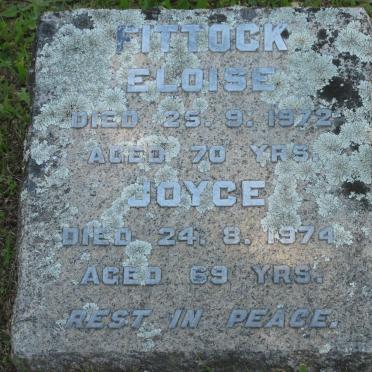 FITTOCK
ELOISE
DIED 25. 9. 1972.
AGED 70 YRS.
JOYCE
DIED 24. 8. 1974.
AGED 69 YRS.
REST IN PEACE.